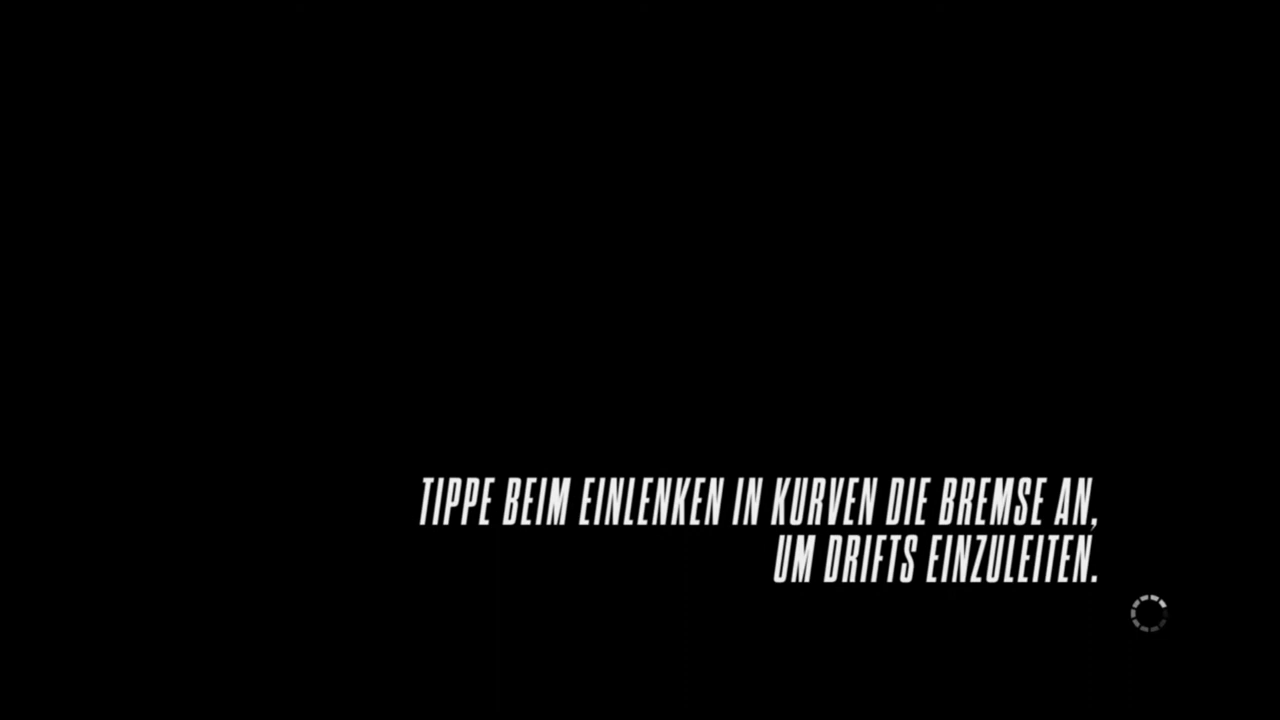 TIPPE BEIM EINLENKEN IN KURVEN DIE BREMSE AN,
UM DRIFTS EINZULEITEN.